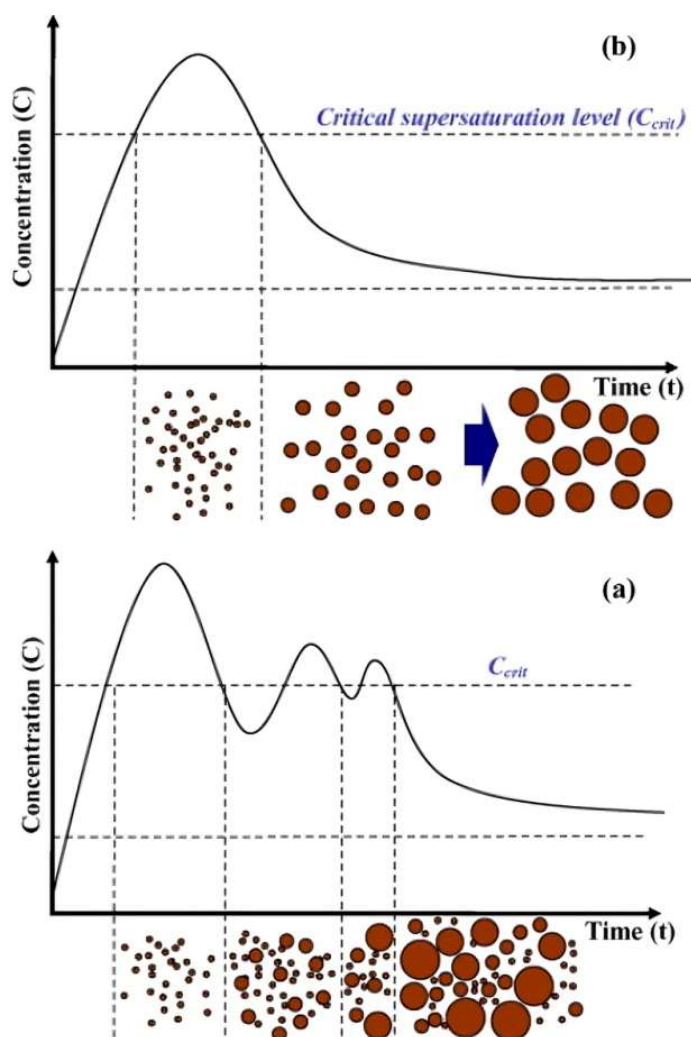 (b)
Critical supersaturation level (Ccrit)
Concentration (C)
Time (t)
(a)
Ccrit
Concentration (C)
Time (t)